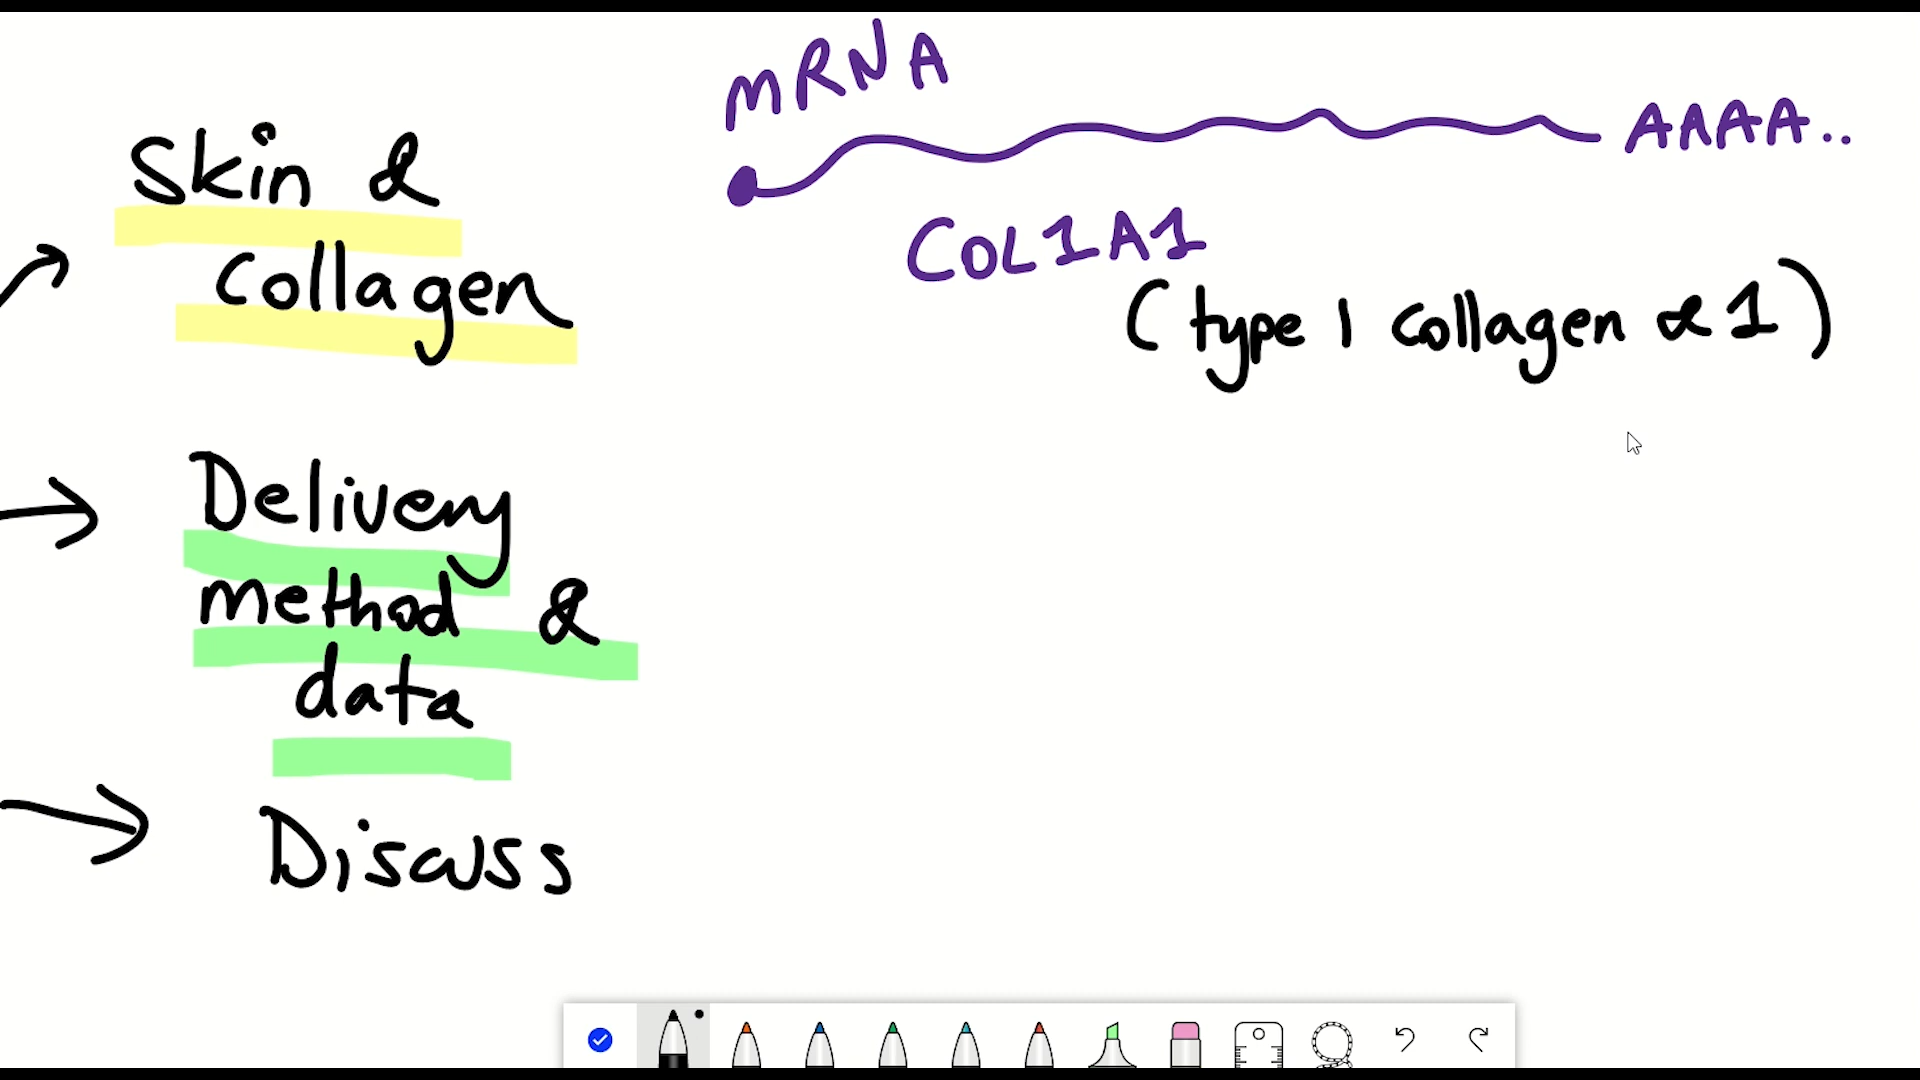 Skin &
Collagen
Delivery
method &
data
Discuss
mRNA
AAAA..
COL1A1
(type 1 collagen α1)